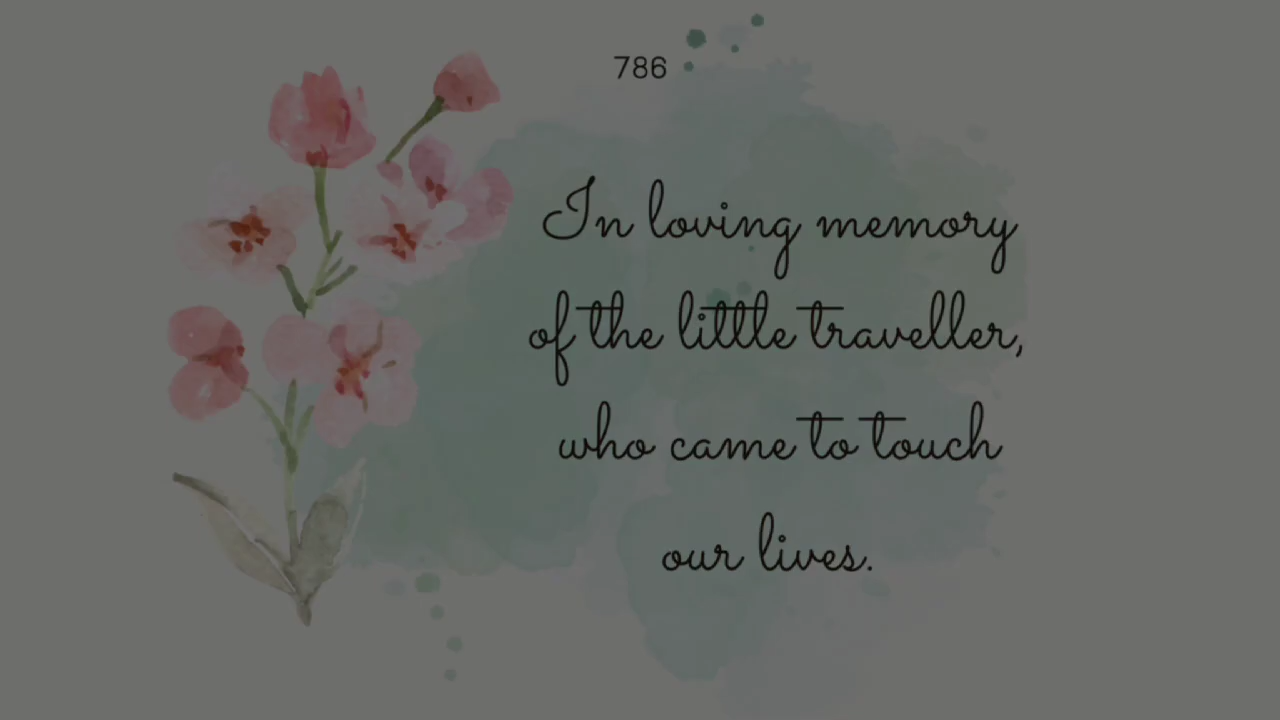 786
In loving memory
of the little traveller,
who came to touch
our lives.